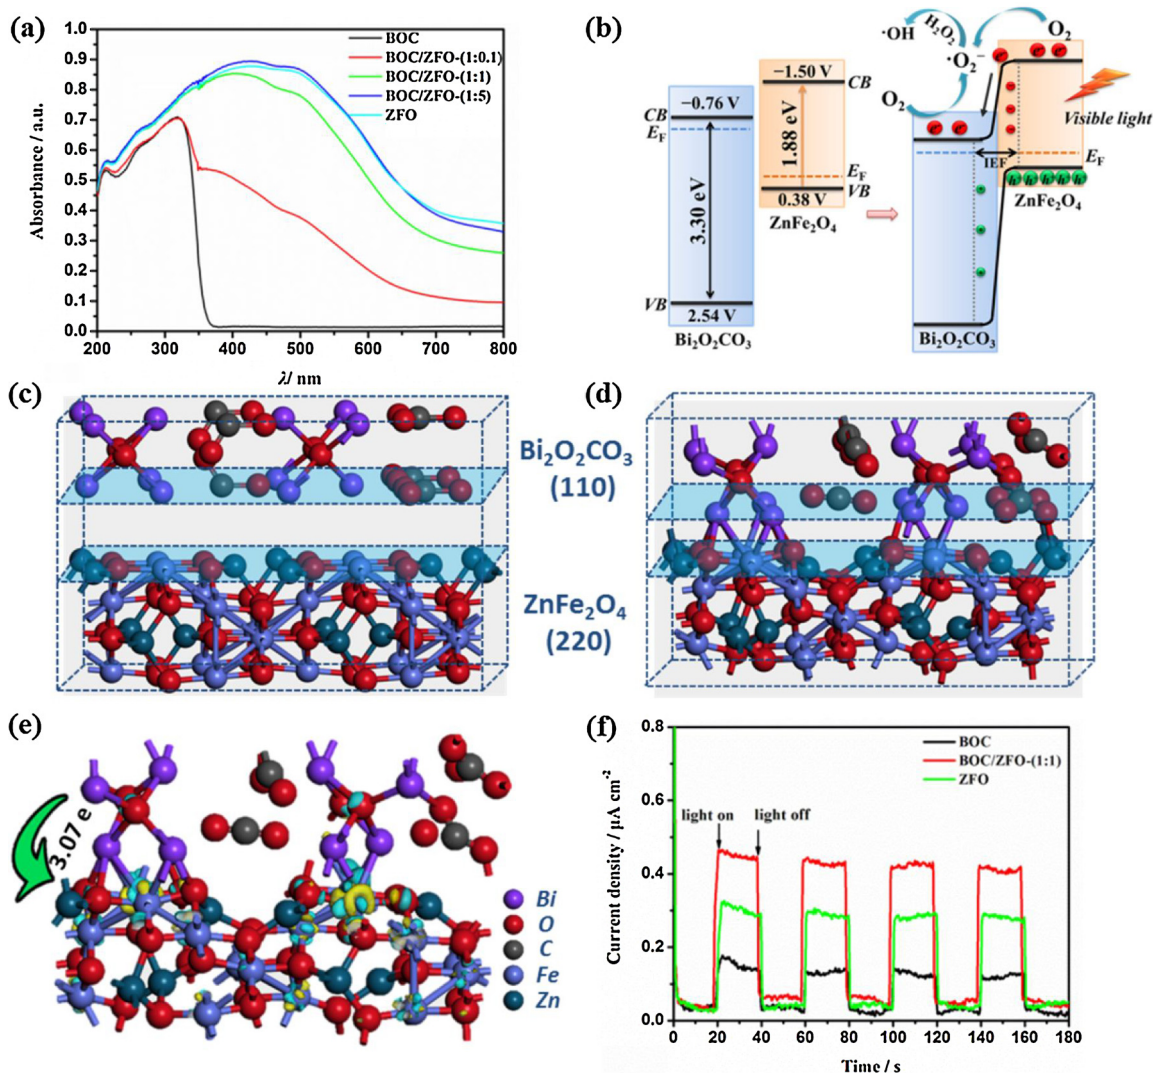 (a)
1.0
0.9
0.8
0.7
0.6
0.5
0.4
0.3
0.2
0.1
0.0
Absorbance / a.u.
BOC
BOC/ZFO-(1:0.1)
BOC/ZFO-(1:1)
BOC/ZFO-(1:5)
ZFO
200 300 400 500 600 700 800
λ/ nm
(b)
−0.76 V
CB
E_F
3.30 eV
VB
2.54 V
Bi₂O₂CO₃
−1.50 V
CB
1.88 eV
E_F
VB
0.38 V
ZnFe₂O₄
·OH
H₂O₂
O₂
·O₂⁻
O₂
e⁻ e⁻ e⁻
e⁻ e⁻
Visible light
IEF
E_F
h⁺ h⁺ h⁺ h⁺ h⁺
ZnFe₂O₄
Bi₂O₂CO₃
(c)
Bi₂O₂CO₃
(110)
ZnFe₂O₄
(220)
(d)
(e)
3.07 e
Bi
O
C
Fe
Zn
(f)
0.8
0.6
0.4
0.2
0.0
Current density / μA cm⁻²
BOC
BOC/ZFO-(1:1)
ZFO
light on
light off
0 20 40 60 80 100 120 140 160 180
Time / s